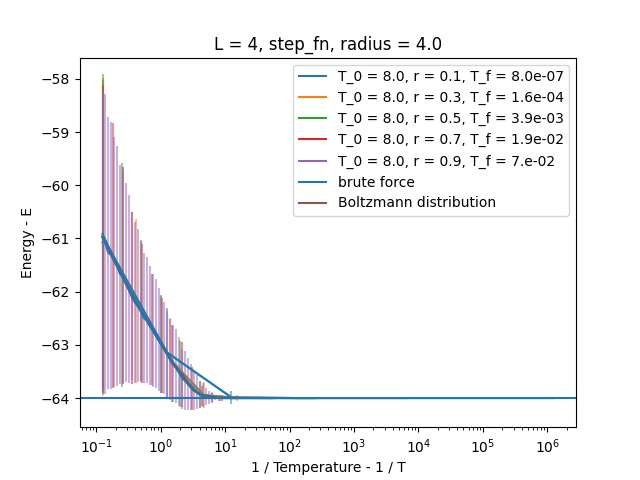 L = 4, step_fn, radius = 4.0
T_0 = 8.0, r = 0.1, T_f = 8.0e-07
T_0 = 8.0, r = 0.3, T_f = 1.6e-04
T_0 = 8.0, r = 0.5, T_f = 3.9e-03
T_0 = 8.0, r = 0.7, T_f = 1.9e-02
T_0 = 8.0, r = 0.9, T_f = 7.e-02
brute force
Boltzmann distribution
Energy - E
−58
−59
−60
−61
−62
−63
−64
10⁻¹ 10⁰ 10¹ 10² 10³ 10⁴ 10⁵ 10⁶
1 / Temperature - 1 / T